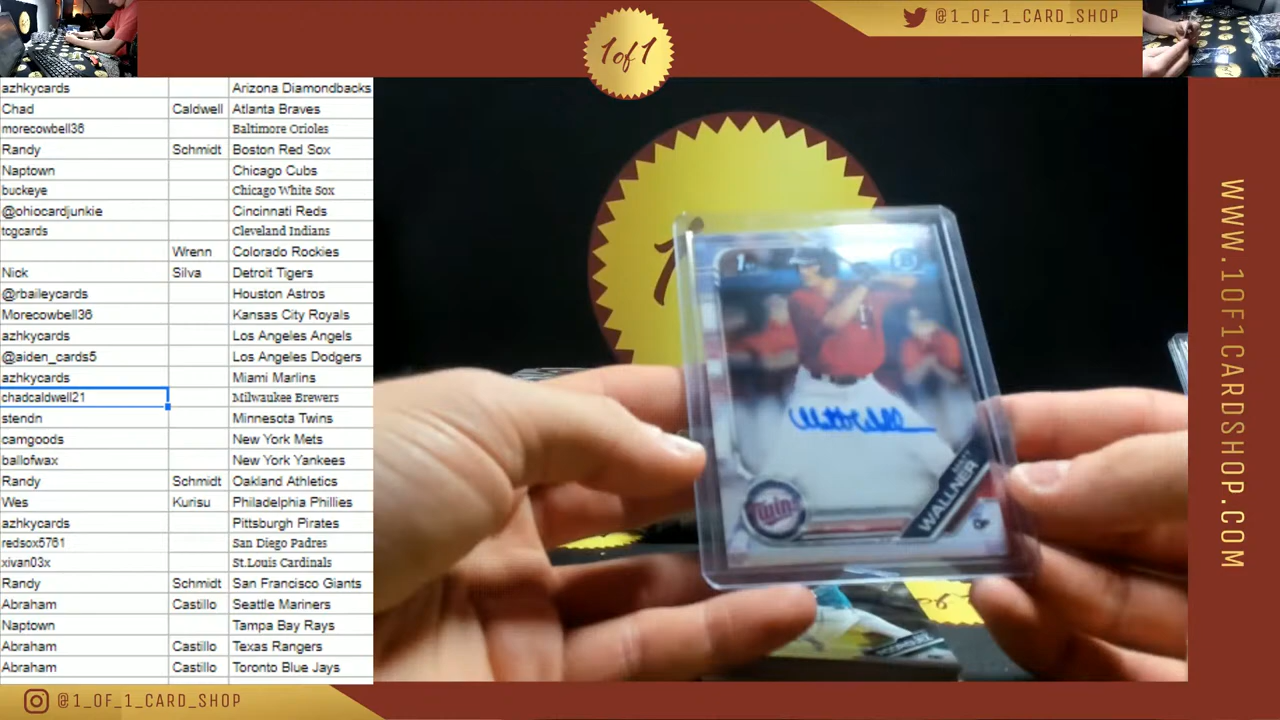 1of1
@1_OF_1_CARD_SHOP
azhkycards Arizona Diamondbacks
Chad Caldwell Atlanta Braves
morecowbell36 Baltimore Orioles
Randy Schmidt Boston Red Sox
Naptown Chicago Cubs
buckeye Chicago White Sox
@ohiocardjunkie Cincinnati Reds
tcgcards Cleveland Indians
Wrenn Colorado Rockies
Nick Silva Detroit Tigers
@rbaileycards Houston Astros
Morecowbell36 Kansas City Royals
azhkycards Los Angeles Angels
@aiden_cards5 Los Angeles Dodgers
azhkycards Miami Marlins
chadcaldwell21 Milwaukee Brewers
stendn Minnesota Twins
camgoods New York Mets
ballofwax New York Yankees
Randy Schmidt Oakland Athletics
Wes Kurisu Philadelphia Phillies
azhkycards Pittsburgh Pirates
redsox5761 San Diego Padres
xivan03x St.Louis Cardinals
Randy Schmidt San Francisco Giants
Abraham Castillo Seattle Mariners
Naptown Tampa Bay Rays
Abraham Castillo Texas Rangers
Abraham Castillo Toronto Blue Jays
1st
Twins
WALLNER
WWW.1OF1CARDSHOP.COM
@1_OF_1_CARD_SHOP